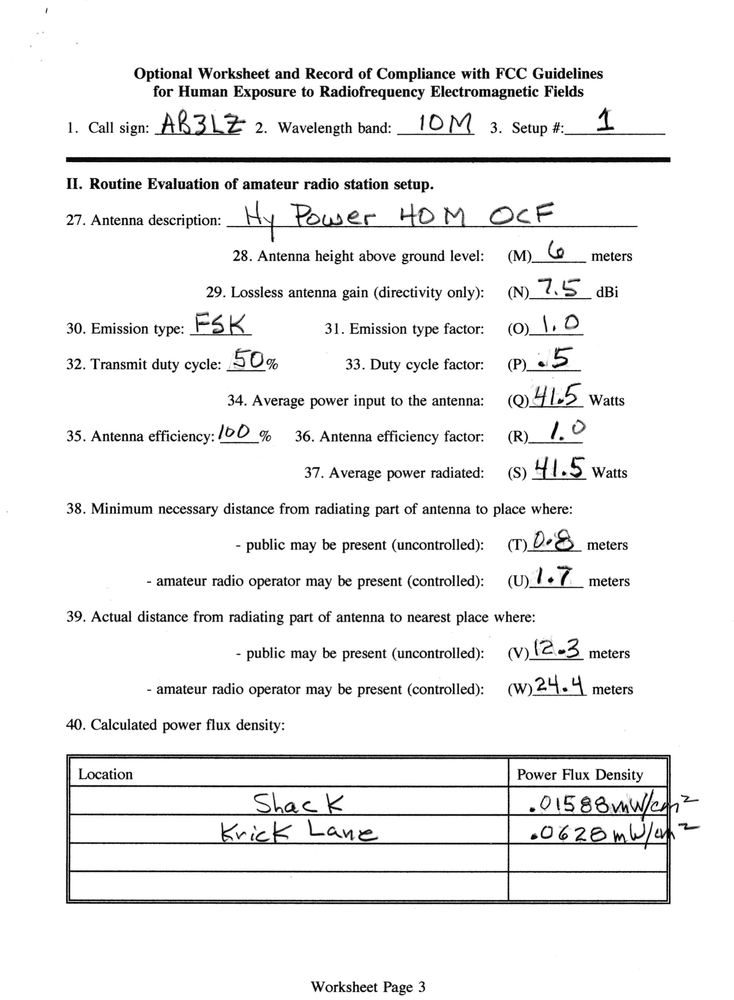 Optional Worksheet and Record of Compliance with FCC Guidelines
for Human Exposure to Radiofrequency Electromagnetic Fields
1. Call sign: AB3LZ 2. Wavelength band: 10M 3. Setup #: 1
II. Routine Evaluation of amateur radio station setup.
27. Antenna description: Hy Power 40M OCF
28. Antenna height above ground level: (M) 6 meters
29. Lossless antenna gain (directivity only): (N) 7.5 dBi
30. Emission type: FSK 31. Emission type factor: (O) 1.0
32. Transmit duty cycle: 50% 33. Duty cycle factor: (P) .5
34. Average power input to the antenna: (Q) 41.5 Watts
35. Antenna efficiency: 100 % 36. Antenna efficiency factor: (R) 1.0
37. Average power radiated: (S) 41.5 Watts
38. Minimum necessary distance from radiating part of antenna to place where:
- public may be present (uncontrolled): (T) 0.8 meters
- amateur radio operator may be present (controlled): (U) 1.7 meters
39. Actual distance from radiating part of antenna to nearest place where:
- public may be present (uncontrolled): (V) 12.3 meters
- amateur radio operator may be present (controlled): (W) 24.4 meters
40. Calculated power flux density:
Location Power Flux Density
Shack .01588mW/cm²
Krick Lane .0628mW/cm²
Worksheet Page 3